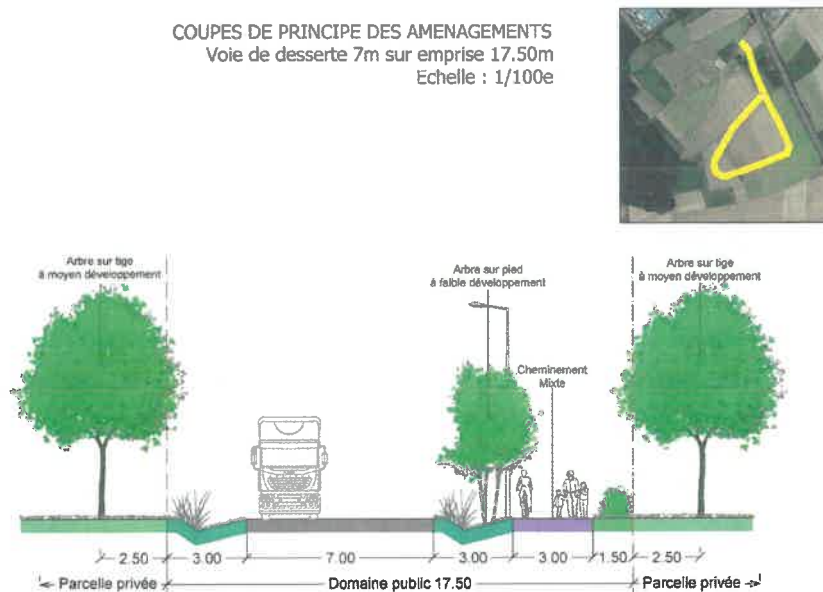 COUPES DE PRINCIPE DES AMENAGEMENTS
Voie de desserte 7m sur emprise 17.50m
Echelle : 1/100e
Arbre sur tige
à moyen développement
Arbre sur pied
à faible développement
Arbre sur tige
à moyen développement
Cheminement
Mixte
2.50 3.00 7.00 3.00 3.00 1.50 2.50
Parcelle privée Domaine public 17.50 Parcelle privée